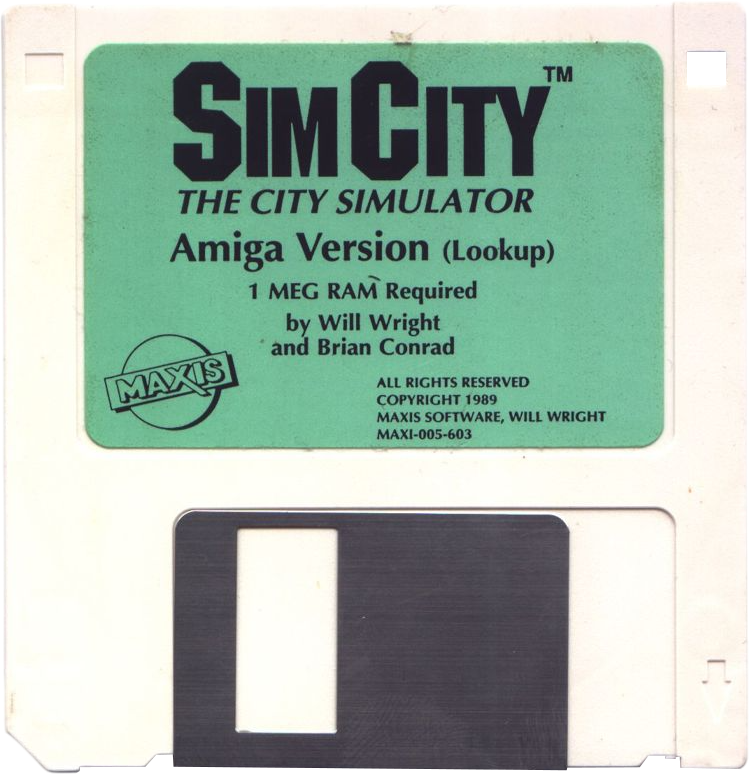 SIMCITY™
THE CITY SIMULATOR
Amiga Version (Lookup)
1 MEG RAM Required
by Will Wright
and Brian Conrad
MAXIS
ALL RIGHTS RESERVED
COPYRIGHT 1989
MAXIS SOFTWARE, WILL WRIGHT
MAXI-005-603